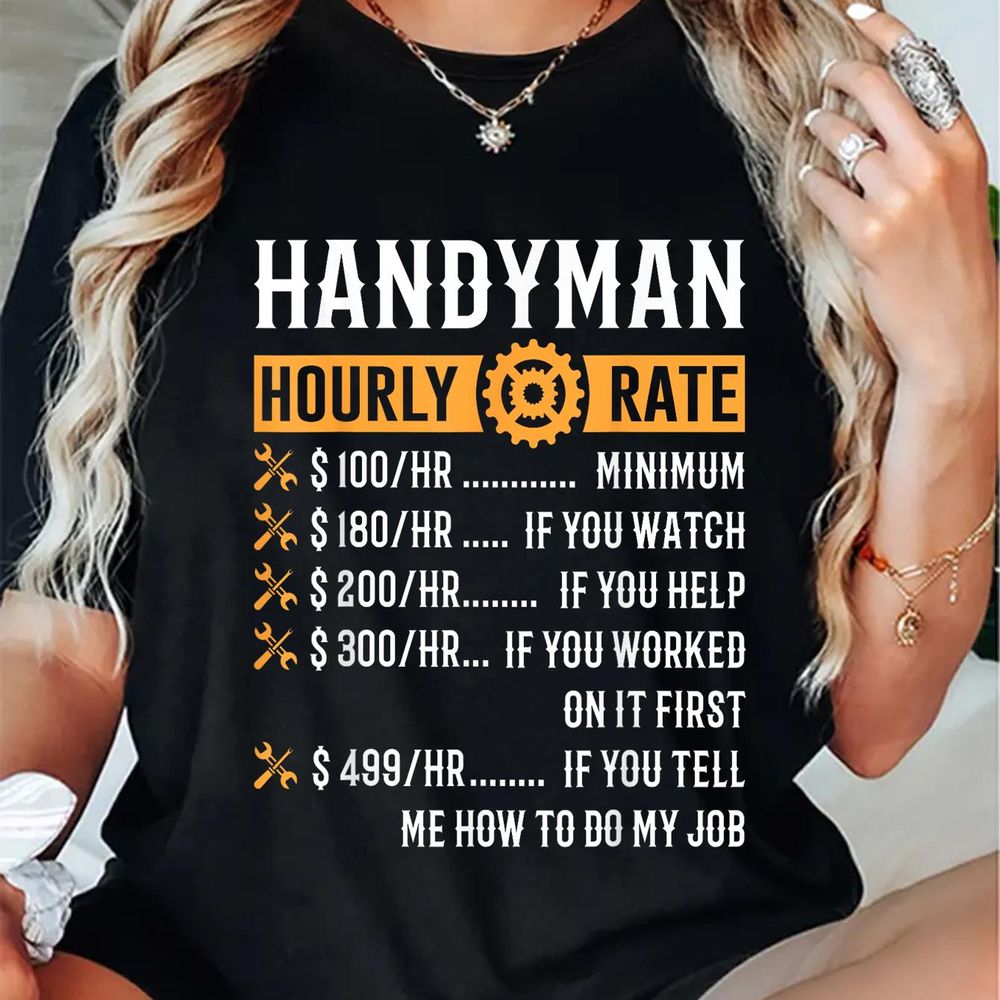 HANDYMAN
HOURLY RATE
$ 100/HR ............ MINIMUM
$ 180/HR ..... IF YOU WATCH
$ 200/HR........ IF YOU HELP
$ 300/HR... IF YOU WORKED
ON IT FIRST
$ 499/HR........ IF YOU TELL
ME HOW TO DO MY JOB